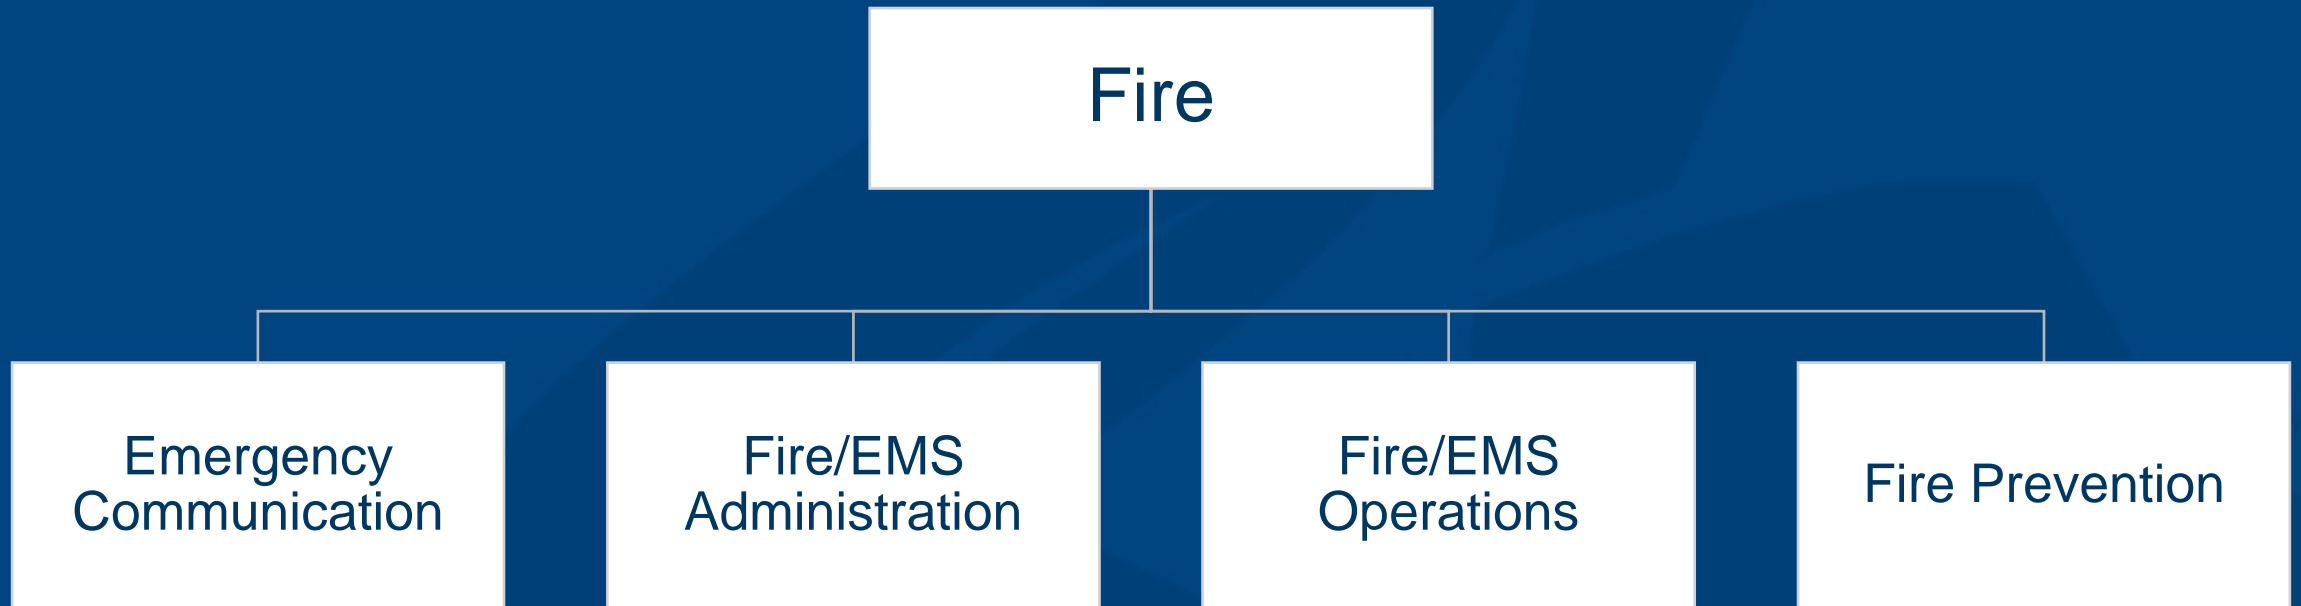 Fire
Emergency
Communication
Fire/EMS
Administration
Fire/EMS
Operations
Fire Prevention